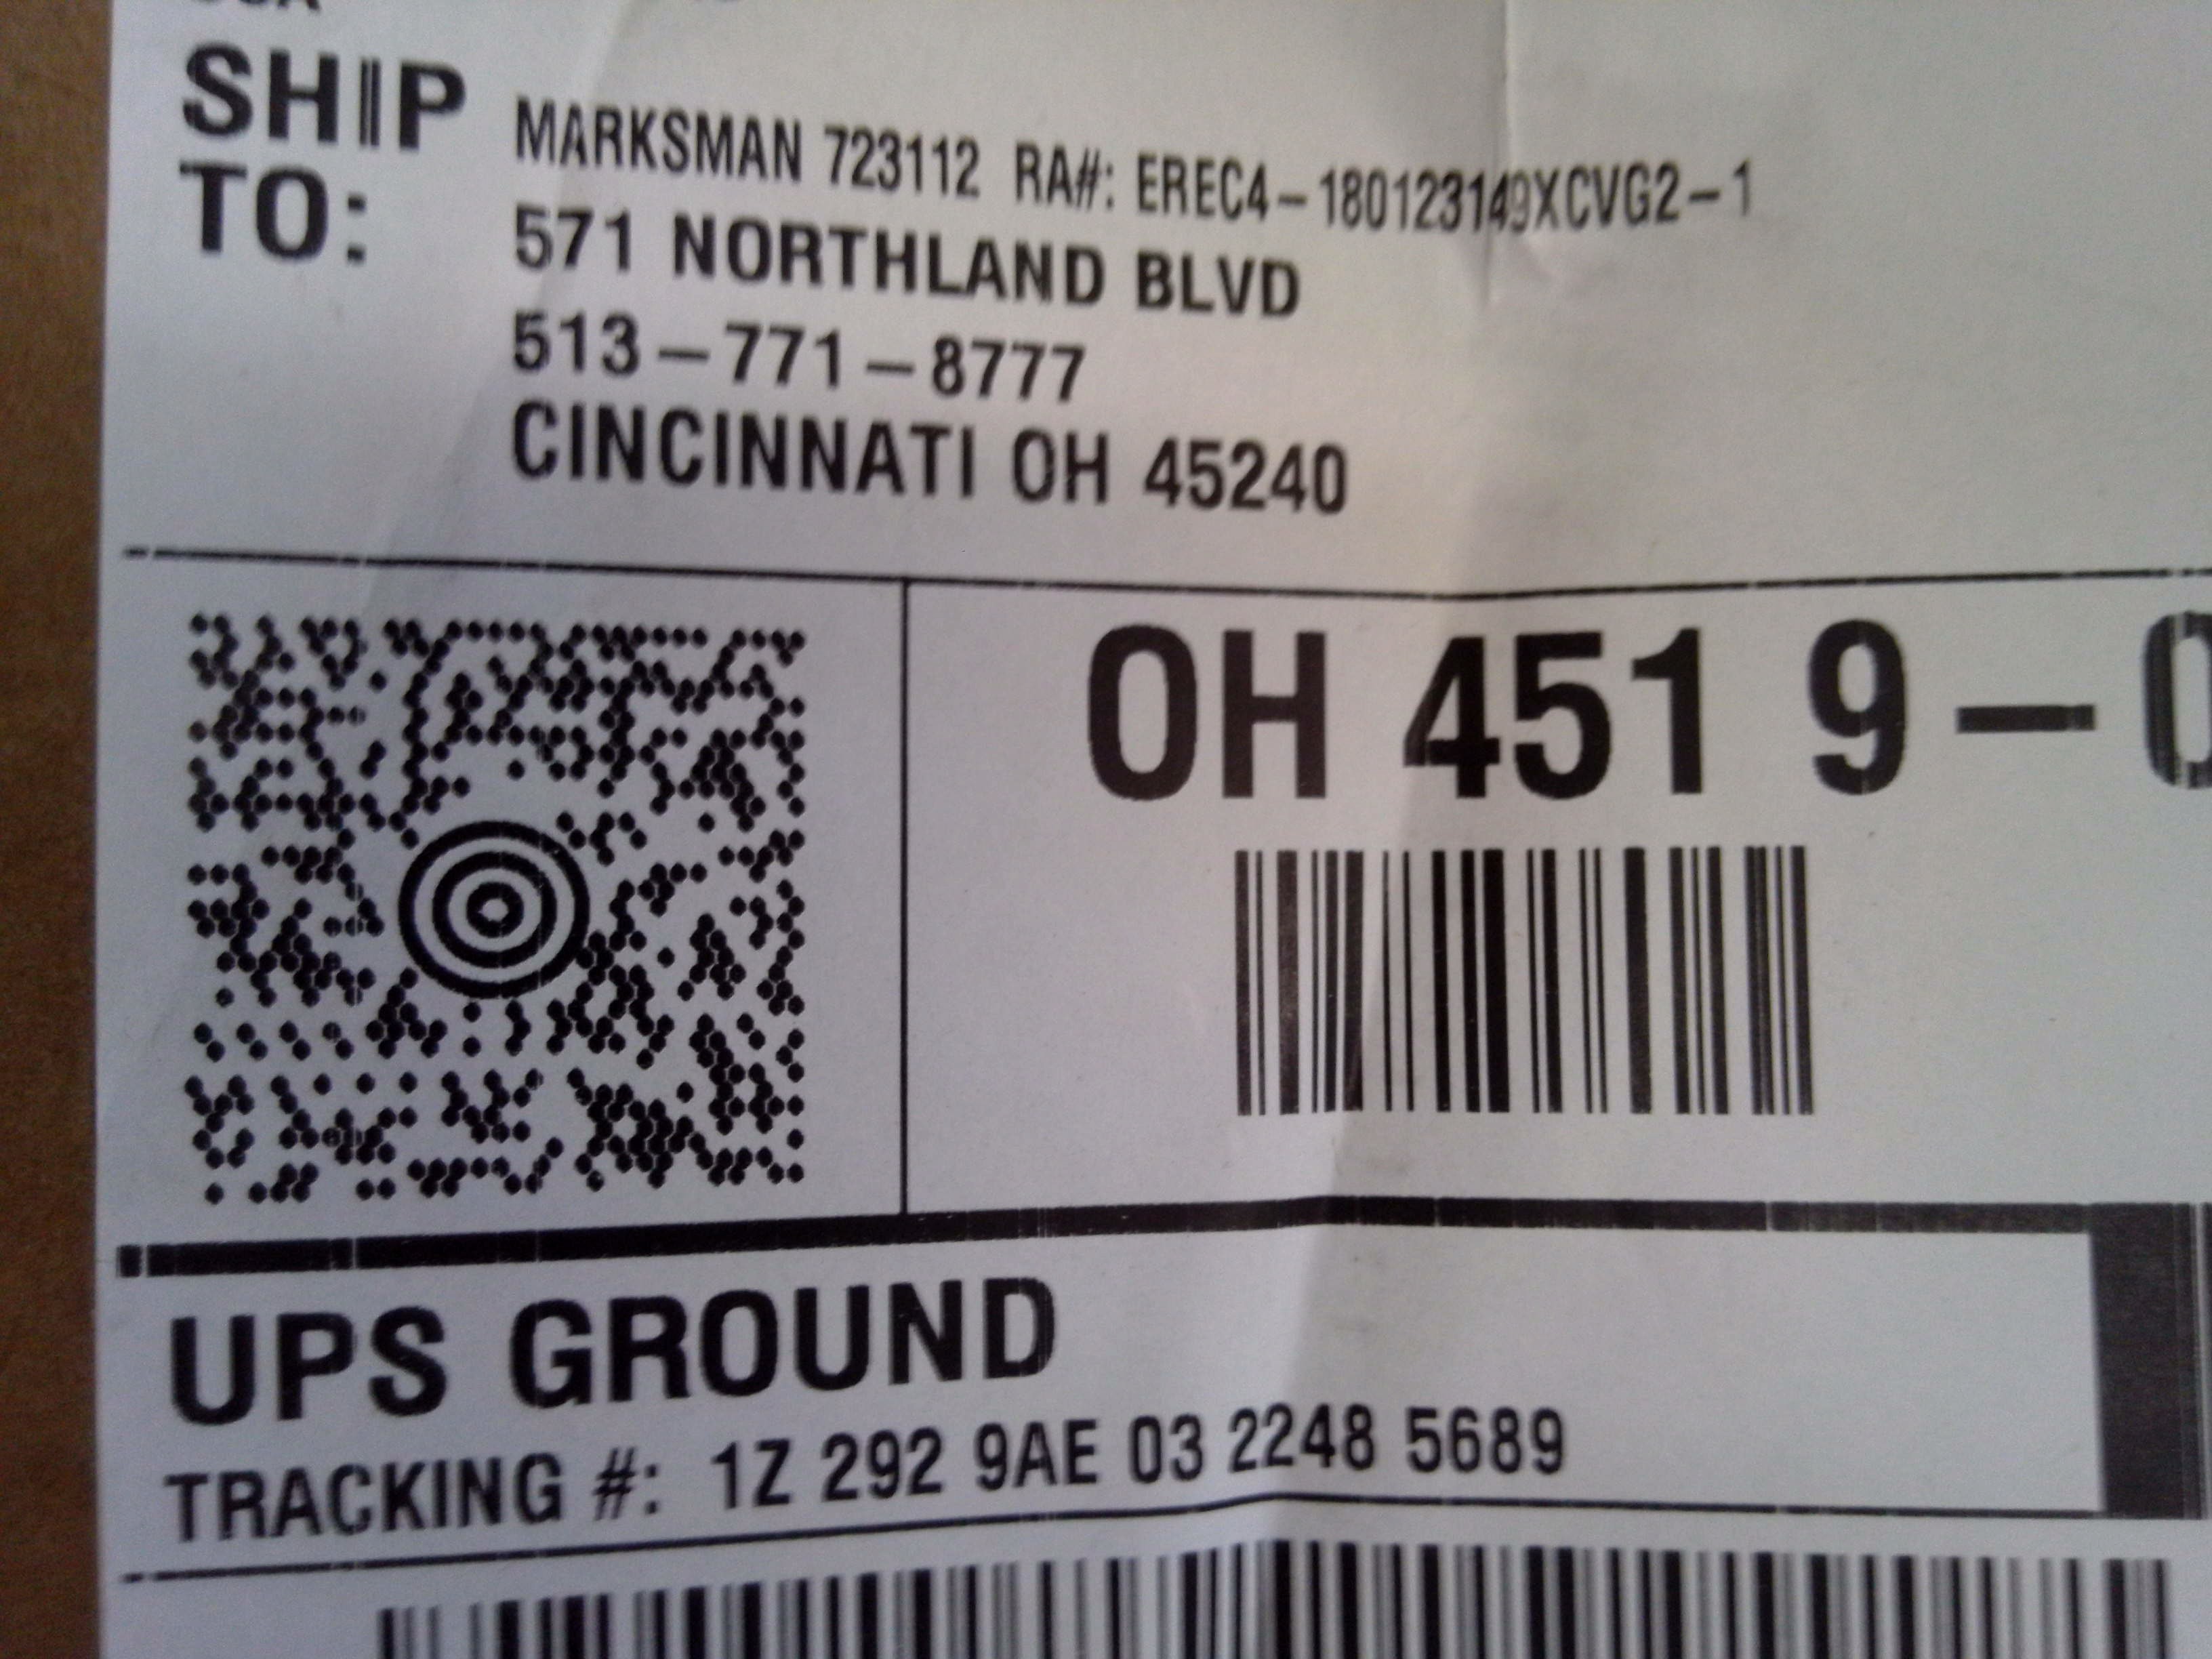 SHIP TO:
MARKSMAN 723112 RA#: EREC4-180123149XCVG2-1
571 NORTHLAND BLVD
513-771-8777
CINCINNATI OH 45240
OH 451 9-0
UPS GROUND
TRACKING #: 1Z 292 9AE 03 2248 5689